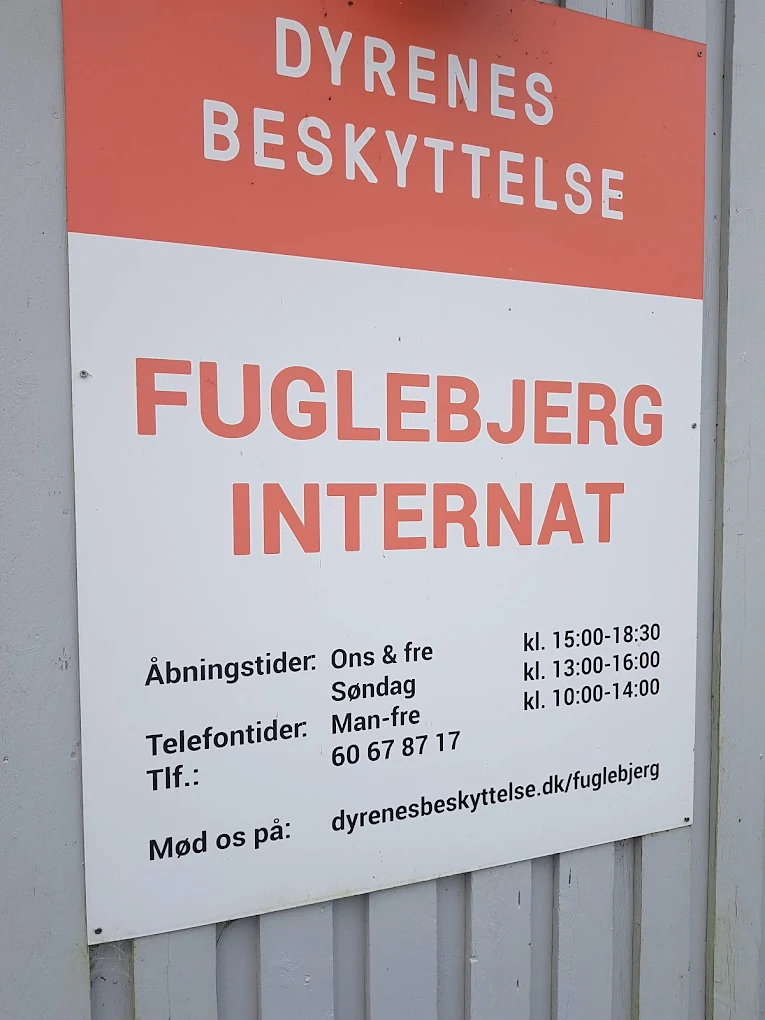 DYRENES
BESKYTTELSE
FUGLEBJERG
INTERNAT
Åbningstider: Ons & fre kl. 15:00-18:30
Søndag kl. 13:00-16:00
Telefontider: Man-fre kl. 10:00-14:00
Tlf.: 60 67 87 17
Mød os på: dyrenesbeskyttelse.dk/fuglebjerg